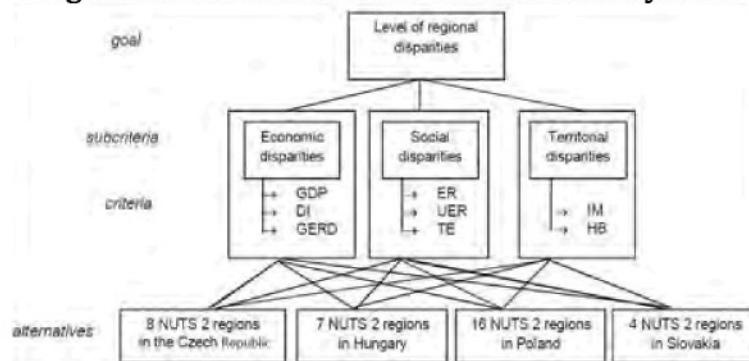 goal
Level of regional
disparities
subcriteria
Economic
disparities
Social
disparities
Territorial
disparities
criteria
GDP
DI
GERD
ER
UER
TE
IM
HB
alternatives
8 NUTS 2 regions
in the Czech Republic
7 NUTS 2 regions
in Hungary
16 NUTS 2 regions
in Poland
4 NUTS 2 regions
in Slovakia